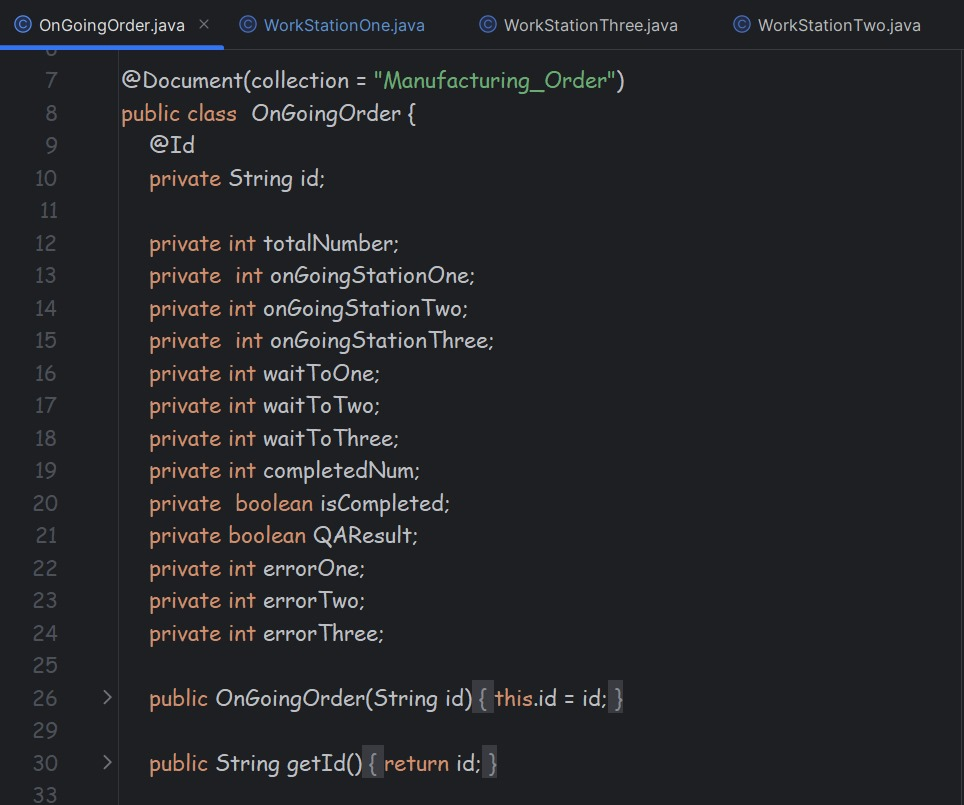 OnGoingOrder.java × WorkStationOne.java WorkStationThree.java WorkStationTwo.java
7 @Document(collection = "Manufacturing_Order")
8 public class  OnGoingOrder {
9 @Id
10 private String id;
11
12 private int totalNumber;
13 private  int onGoingStationOne;
14 private int onGoingStationTwo;
15 private  int onGoingStationThree;
16 private int waitToOne;
17 private int waitToTwo;
18 private int waitToThree;
19 private int completedNum;
20 private  boolean isCompleted;
21 private boolean QAResult;
22 private int errorOne;
23 private int errorTwo;
24 private int errorThree;
25
26 public OnGoingOrder(String id) { this.id = id; }
29
30 public String getId() { return id; }
33